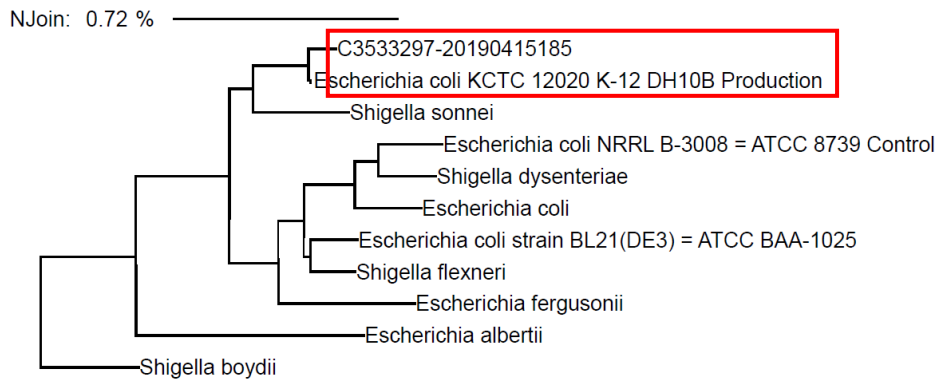 NJoin: 0.72 %
C3533297-20190415185
Escherichia coli KCTC 12020 K-12 DH10B Production
Shigella sonnei
Escherichia coli NRRL B-3008 = ATCC 8739 Control
Shigella dysenteriae
Escherichia coli
Escherichia coli strain BL21(DE3) = ATCC BAA-1025
Shigella flexneri
Escherichia fergusonii
Escherichia albertii
Shigella boydii